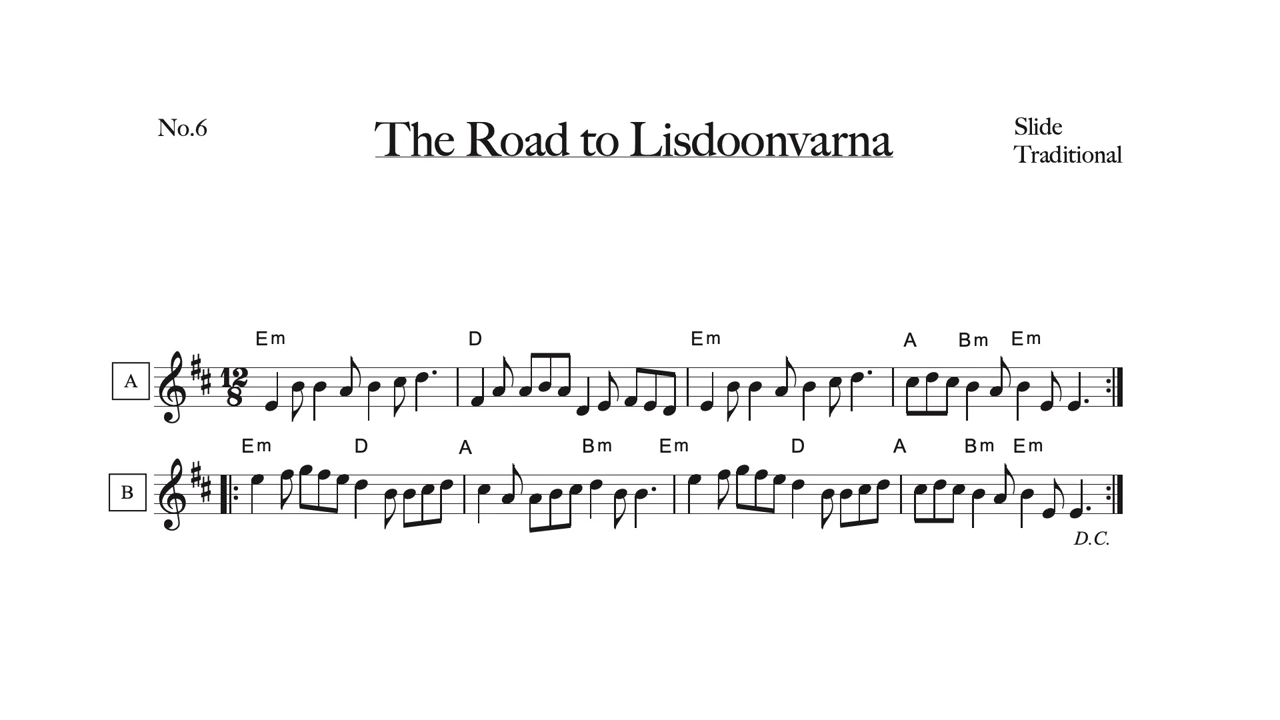 No.6
The Road to Lisdoonvarna
Slide
Traditional
Em D Em A Bm Em
A
12
8
Em D A Bm Em D A Bm Em
B
D.C.